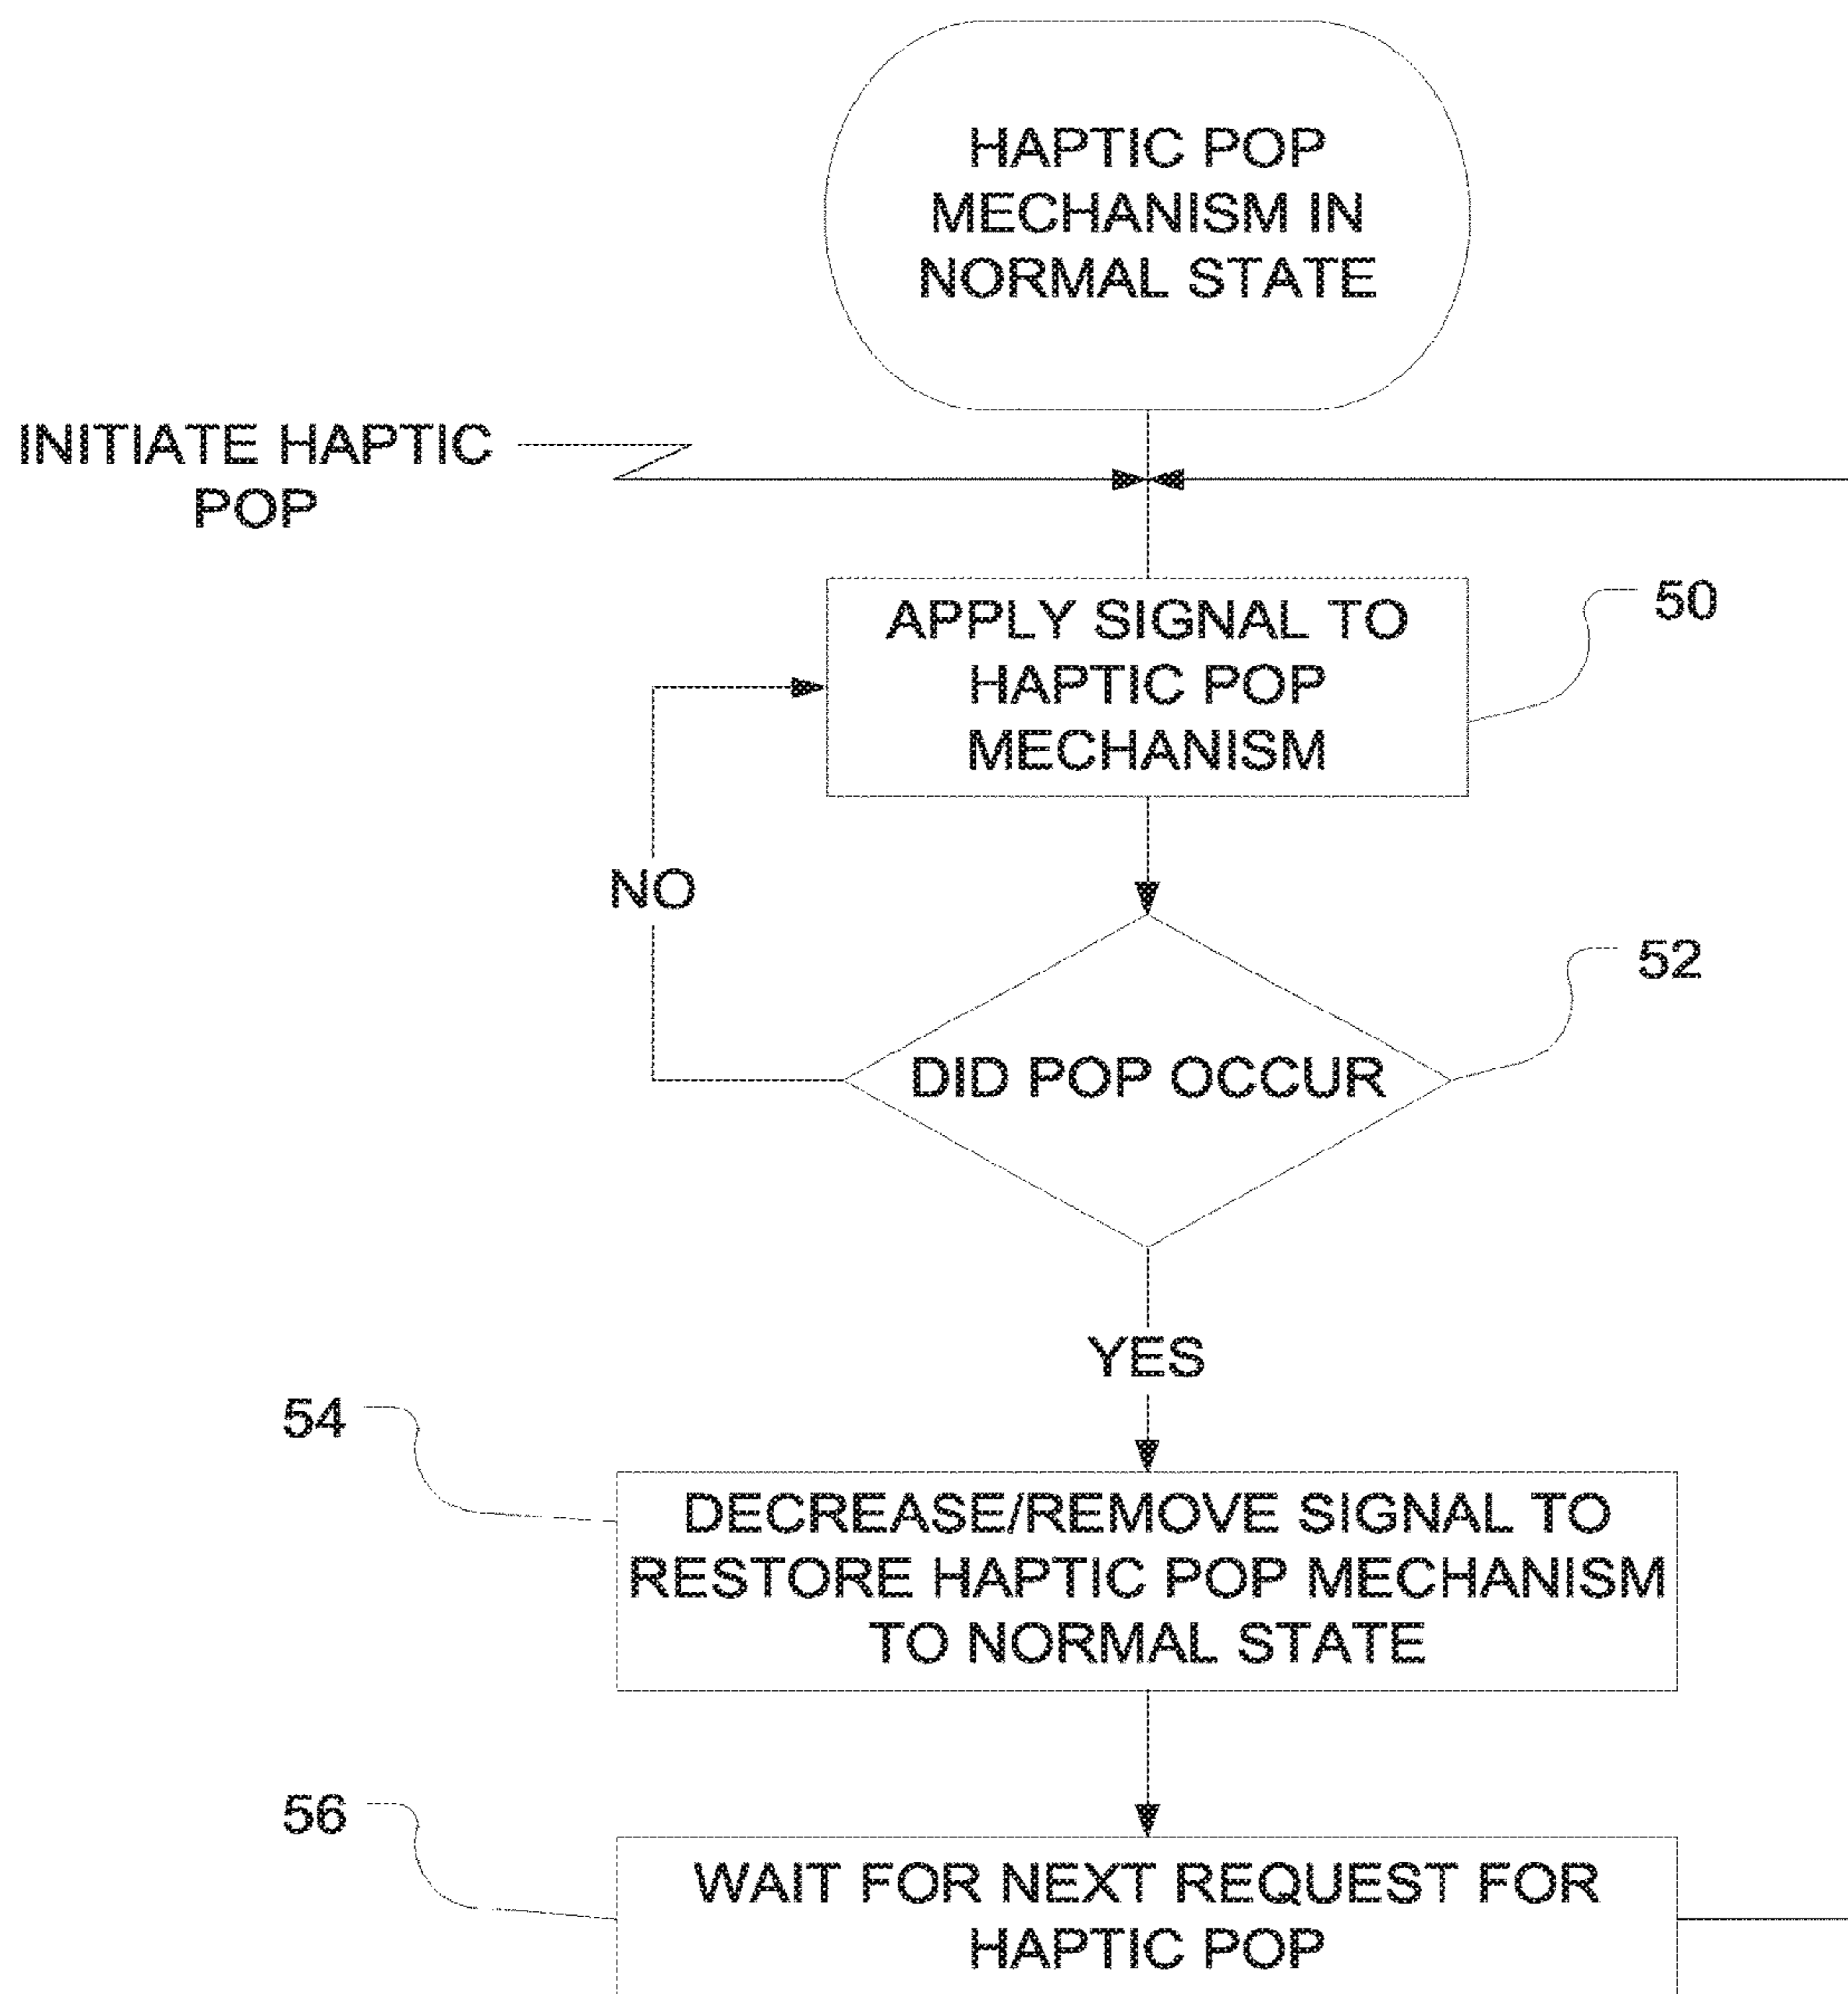 HAPTIC POP
MECHANISM IN
NORMAL STATE
INITIATE HAPTIC
POP
APPLY SIGNAL TO
HAPTIC POP
MECHANISM
50
NO
52
DID POP OCCUR
YES
54
DECREASE/REMOVE SIGNAL TO
RESTORE HAPTIC POP MECHANISM
TO NORMAL STATE
56
WAIT FOR NEXT REQUEST FOR
HAPTIC POP